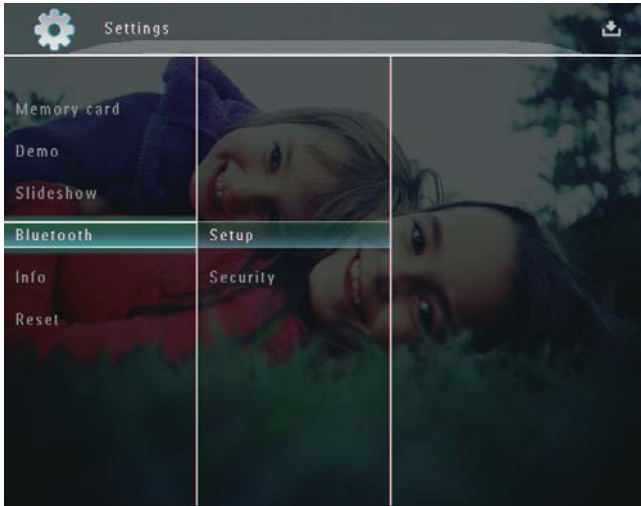 Settings
Memory card
Demo
Slideshow
Bluetooth
Info
Reset
Setup
Security